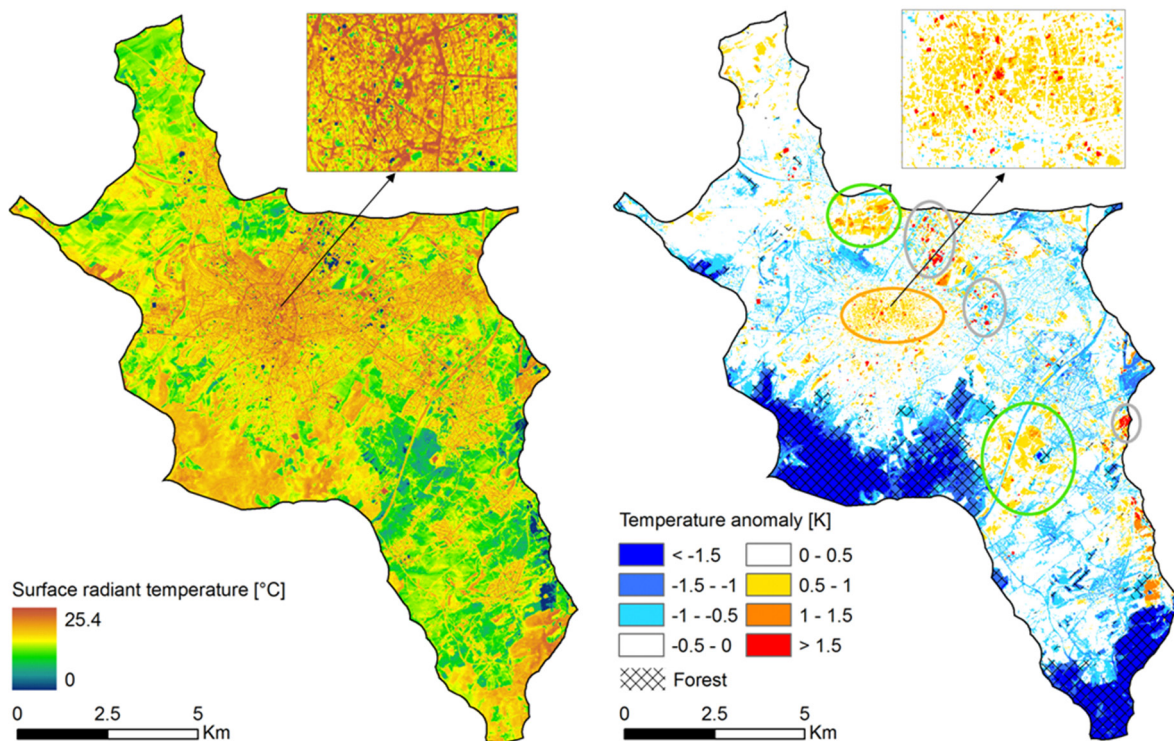 Surface radiant temperature [°C]
25.4
0
0 2.5 5
Km
Temperature anomaly [K]
< -1.5 0 - 0.5
-1.5 - -1 0.5 - 1
-1 - -0.5 1 - 1.5
-0.5 - 0 > 1.5
Forest
0 2.5 5
Km